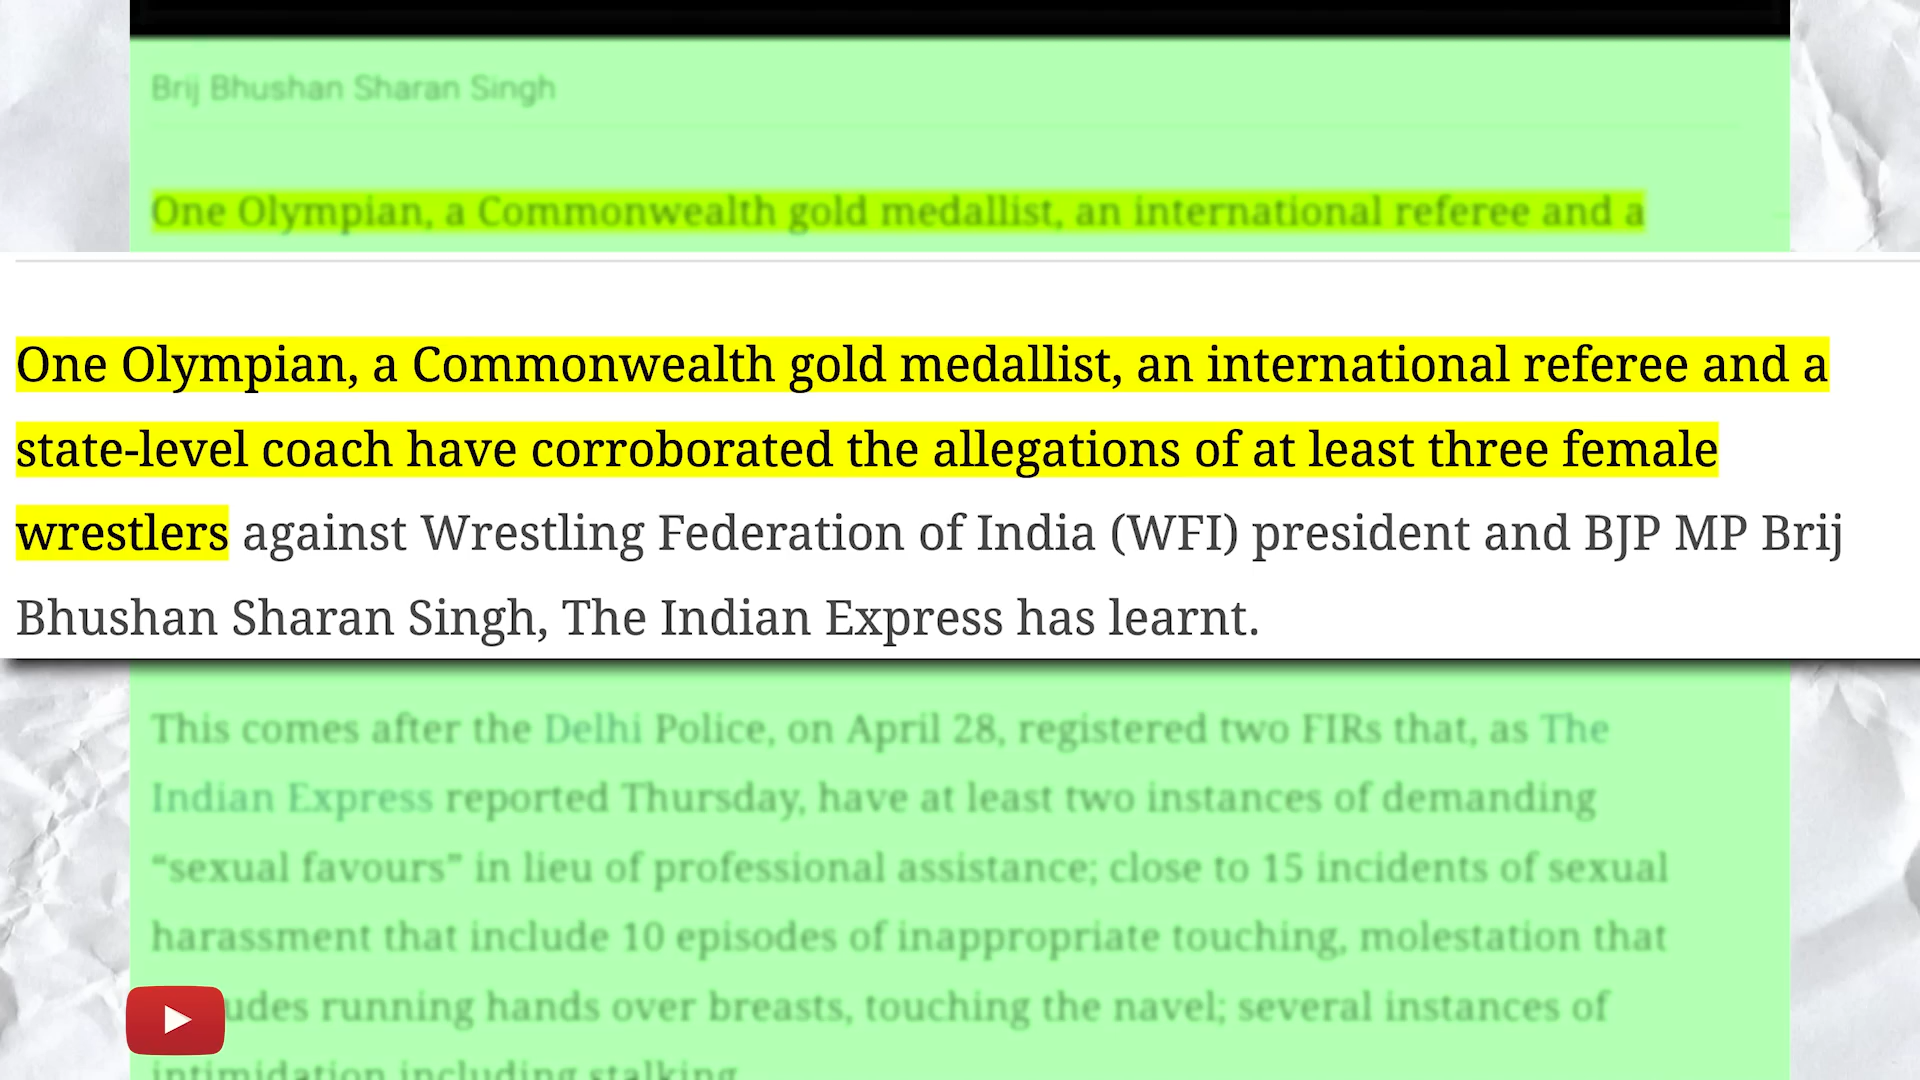 Brij Bhushan Sharan Singh
One Olympian, a Commonwealth gold medallist, an international referee and a
One Olympian, a Commonwealth gold medallist, an international referee and a
state-level coach have corroborated the allegations of at least three female
wrestlers against Wrestling Federation of India (WFI) president and BJP MP Brij
Bhushan Sharan Singh, The Indian Express has learnt.
This comes after the Delhi Police, on April 28, registered two FIRs that, as The
Indian Express reported Thursday, have at least two instances of demanding
“sexual favours” in lieu of professional assistance; close to 15 incidents of sexual
harassment that include 10 episodes of inappropriate touching, molestation that
running hands over breasts, touching the navel; several instances of
intimidation including stalking